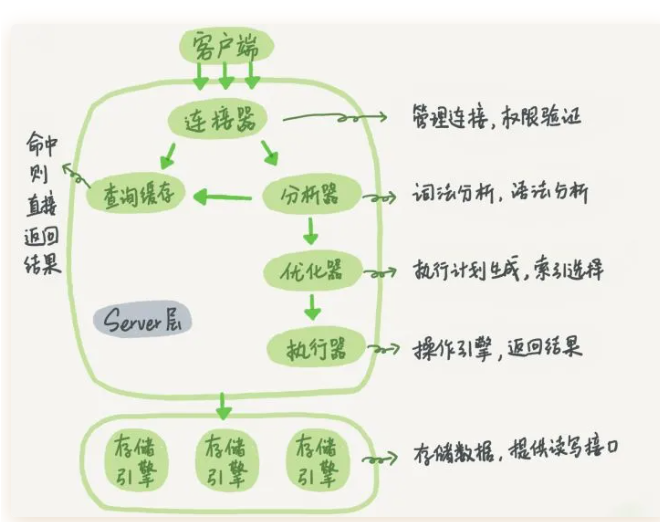 客户端
连接器
管理连接，权限验证
命中
则
直接
返回
结果
查询缓存
分析器
词法分析，语法分析
优化器
执行计划生成，索引选择
Server层
执行器
操作引擎，返回结果
存储
引擎
存储
引擎
存储
引擎
存储数据，提供读写接口